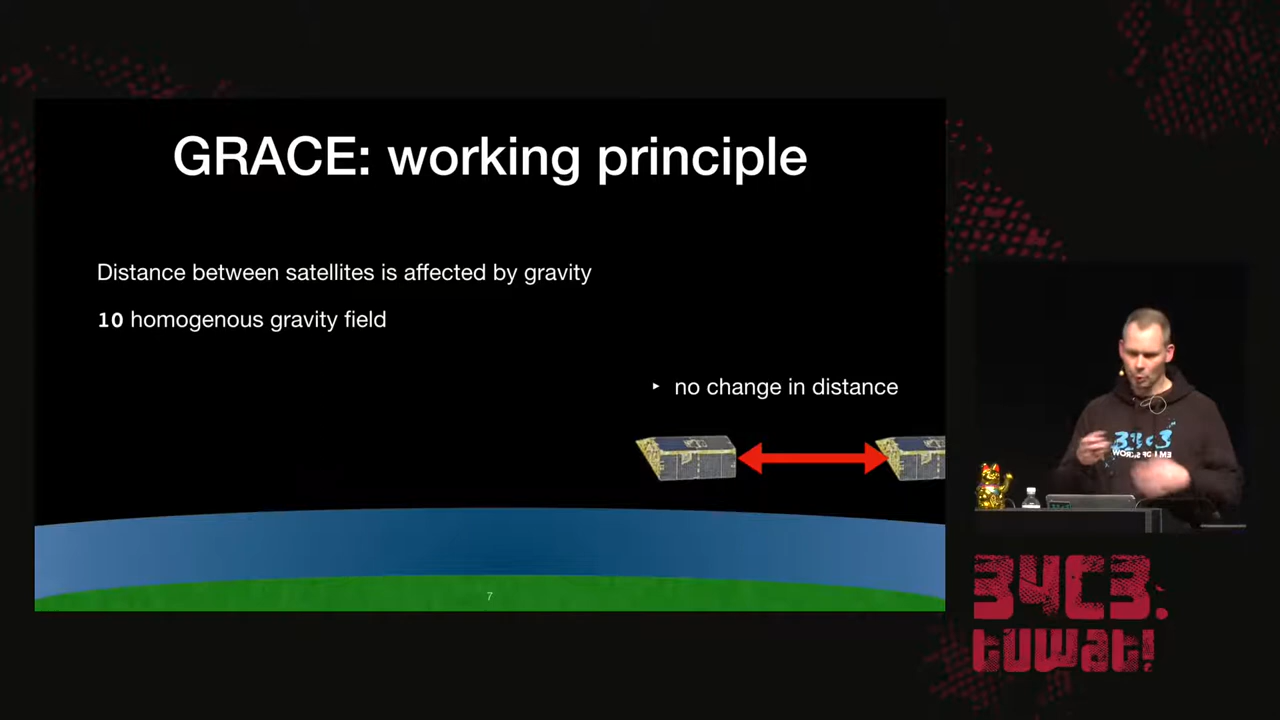 GRACE: working principle
Distance between satellites is affected by gravity
10 homogenous gravity field
‣ no change in distance
7
34C3.
tuwat!